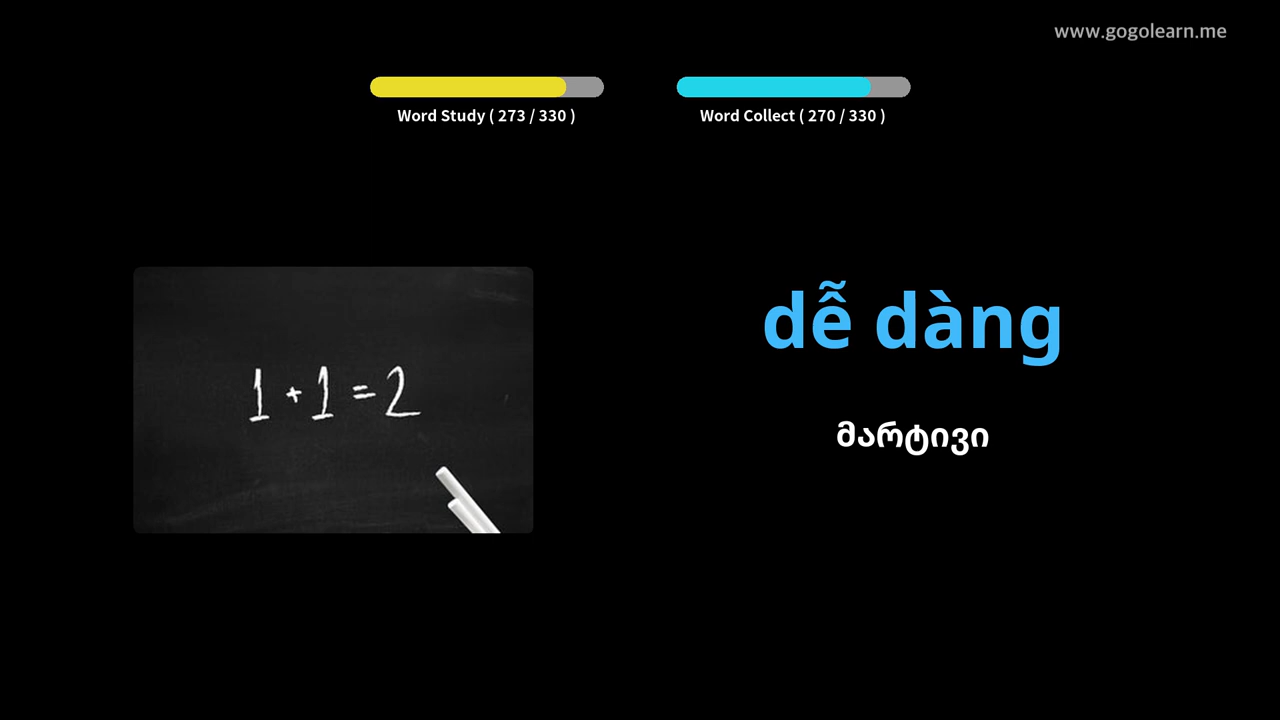 www.gogolearn.me
Word Study ( 273 / 330 )
Word Collect ( 270 / 330 )
1 + 1 = 2
dễ dàng
მარტივი